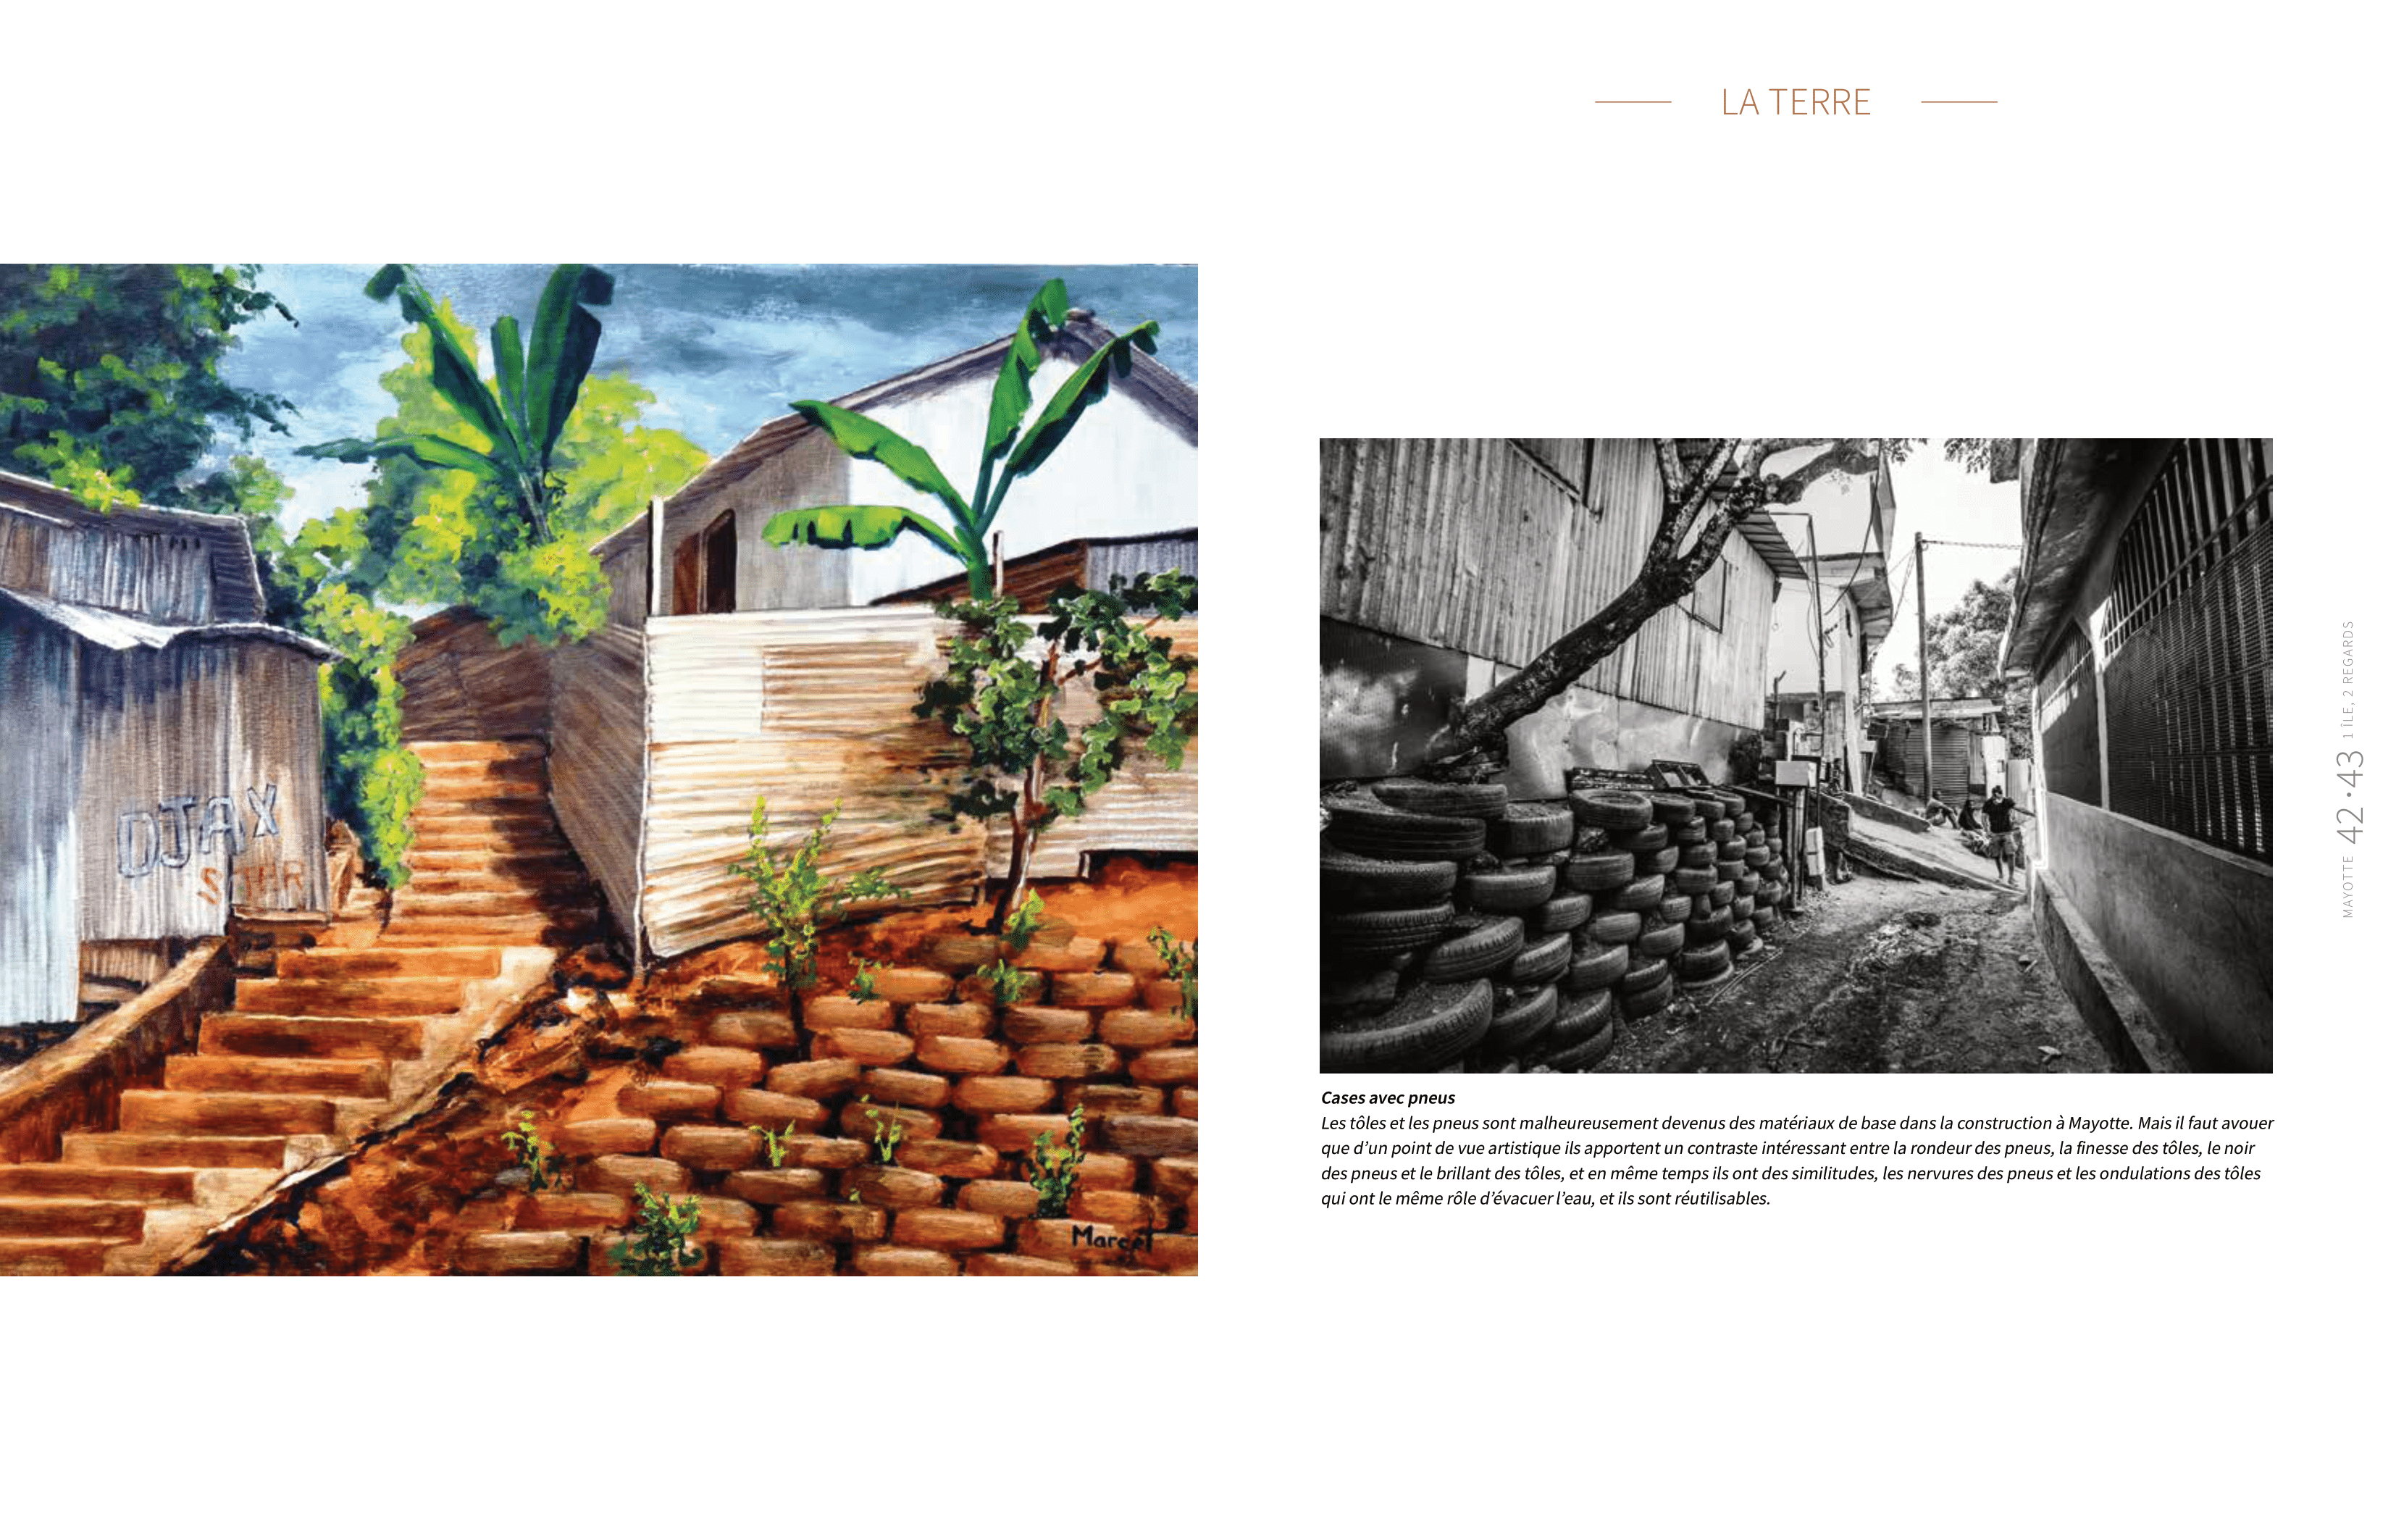 LA TERRE
DJAX
Marcel
Cases avec pneus
Les tôles et les pneus sont malheureusement devenus des matériaux de base dans la construction à Mayotte. Mais il faut avouer
que d’un point de vue artistique ils apportent un contraste intéressant entre la rondeur des pneus, la finesse des tôles, le noir
des pneus et le brillant des tôles, et en même temps ils ont des similitudes, les nervures des pneus et les ondulations des tôles
qui ont le même rôle d’évacuer l’eau, et ils sont réutilisables.
MAYOTTE 42 • 43 1 ÎLE, 2 REGARDS